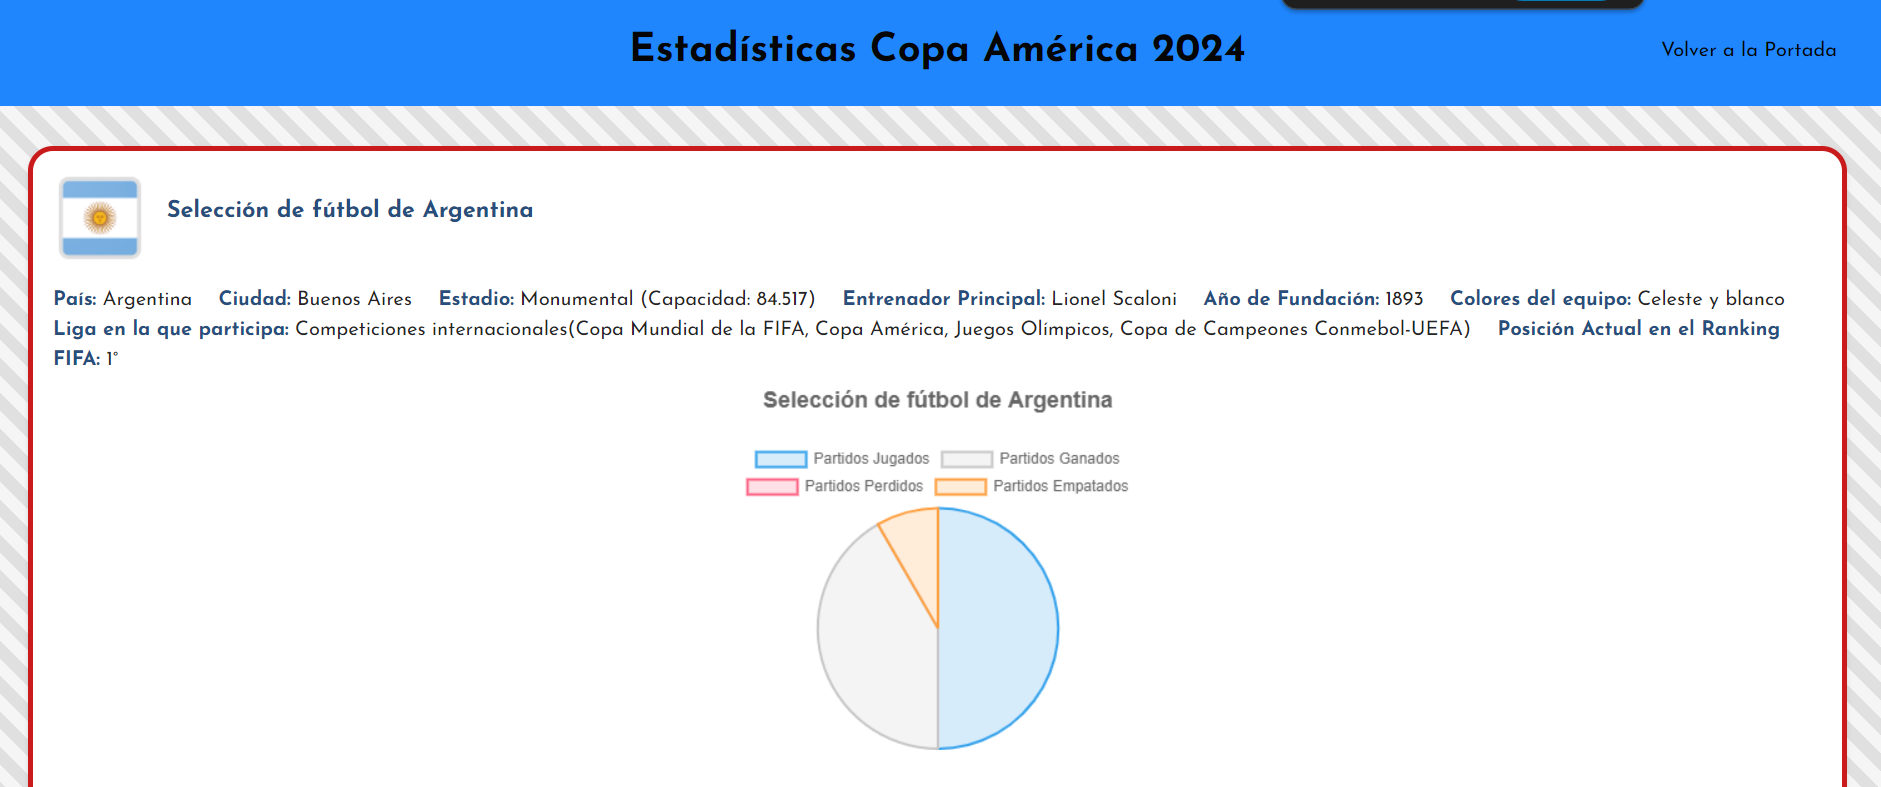 Estadísticas Copa América 2024
Volver a la Portada
Selección de fútbol de Argentina
País: Argentina Ciudad: Buenos Aires Estadio: Monumental (Capacidad: 84.517) Entrenador Principal: Lionel Scaloni Año de Fundación: 1893 Colores del equipo: Celeste y blanco
Liga en la que participa: Competiciones internacionales(Copa Mundial de la FIFA, Copa América, Juegos Olímpicos, Copa de Campeones Conmebol-UEFA) Posición Actual en el Ranking
FIFA: 1°
Selección de fútbol de Argentina
Partidos Jugados Partidos Ganados
Partidos Perdidos Partidos Empatados